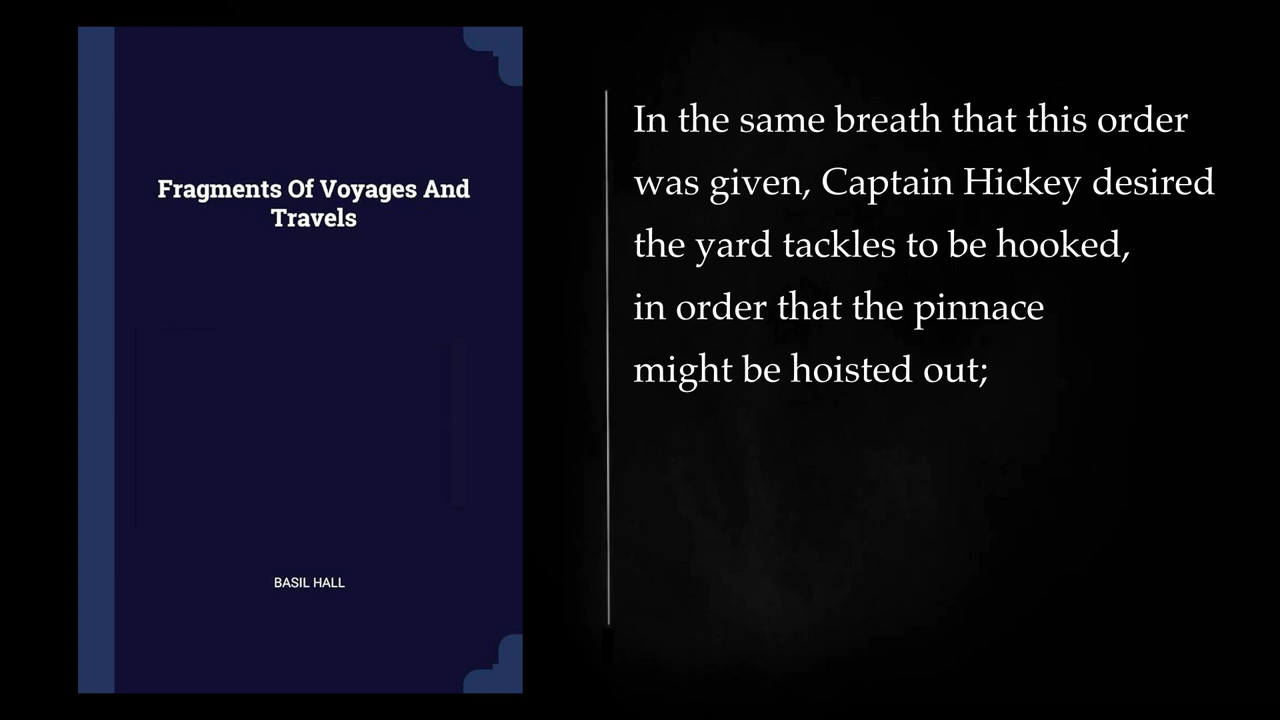 Fragments Of Voyages And
Travels
BASIL HALL
In the same breath that this order
was given, Captain Hickey desired
the yard tackles to be hooked,
in order that the pinnace
might be hoisted out;